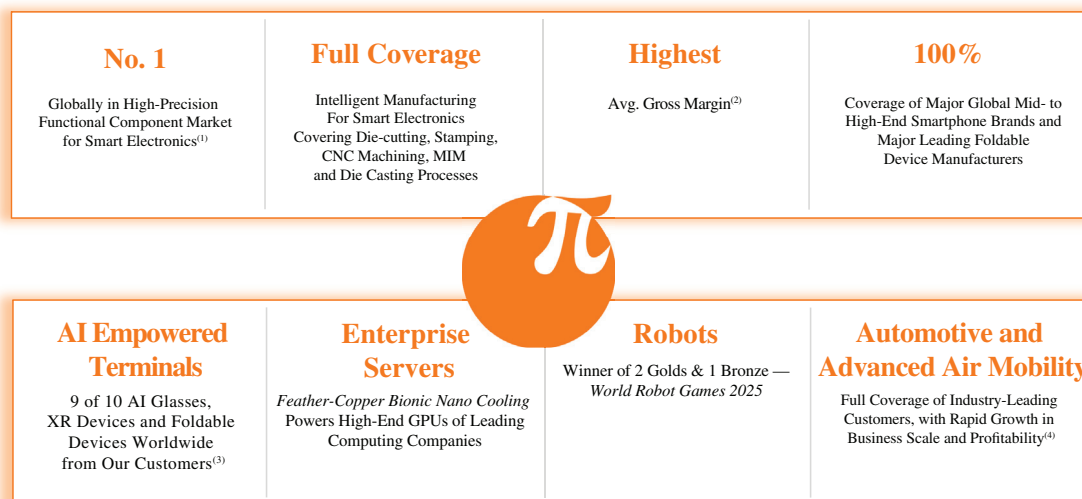 No. 1
Globally in High-Precision
Functional Component Market
for Smart Electronics(1)
Full Coverage
Intelligent Manufacturing
For Smart Electronics
Covering Die-cutting, Stamping,
CNC Machining, MIM
and Die Casting Processes
Highest
Avg. Gross Margin(2)
100%
Coverage of Major Global Mid- to
High-End Smartphone Brands and
Major Leading Foldable
Device Manufacturers
π
AI Empowered
Terminals
9 of 10 AI Glasses,
XR Devices and Foldable
Devices Worldwide
from Our Customers(3)
Enterprise
Servers
Feather-Copper Bionic Nano Cooling
Powers High-End GPUs of Leading
Computing Companies
Robots
Winner of 2 Golds & 1 Bronze —
World Robot Games 2025
Automotive and
Advanced Air Mobility
Full Coverage of Industry-Leading
Customers, with Rapid Growth in
Business Scale and Profitability(4)